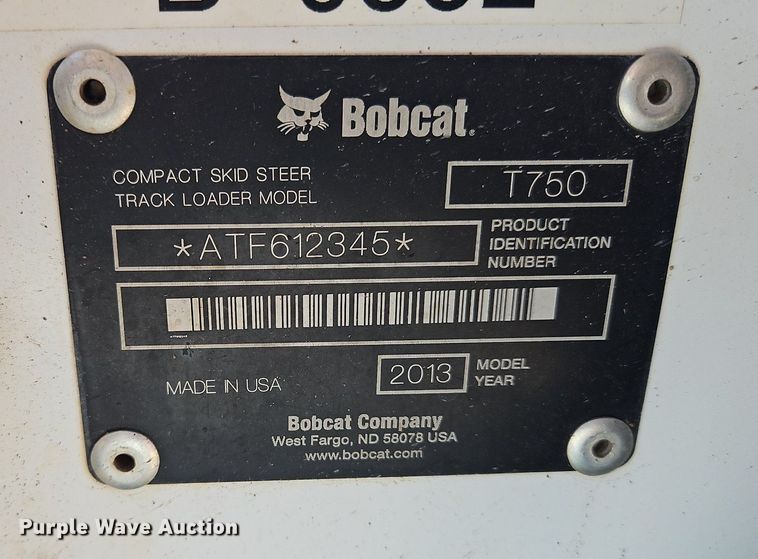 Bobcat.
COMPACT SKID STEER
TRACK LOADER MODEL
T750
*ATF612345*
PRODUCT
IDENTIFICATION
NUMBER
MADE IN USA
2013
MODEL
YEAR
Bobcat Company
West Fargo, ND 58078 USA
www.bobcat.com
Purple Wave Auction